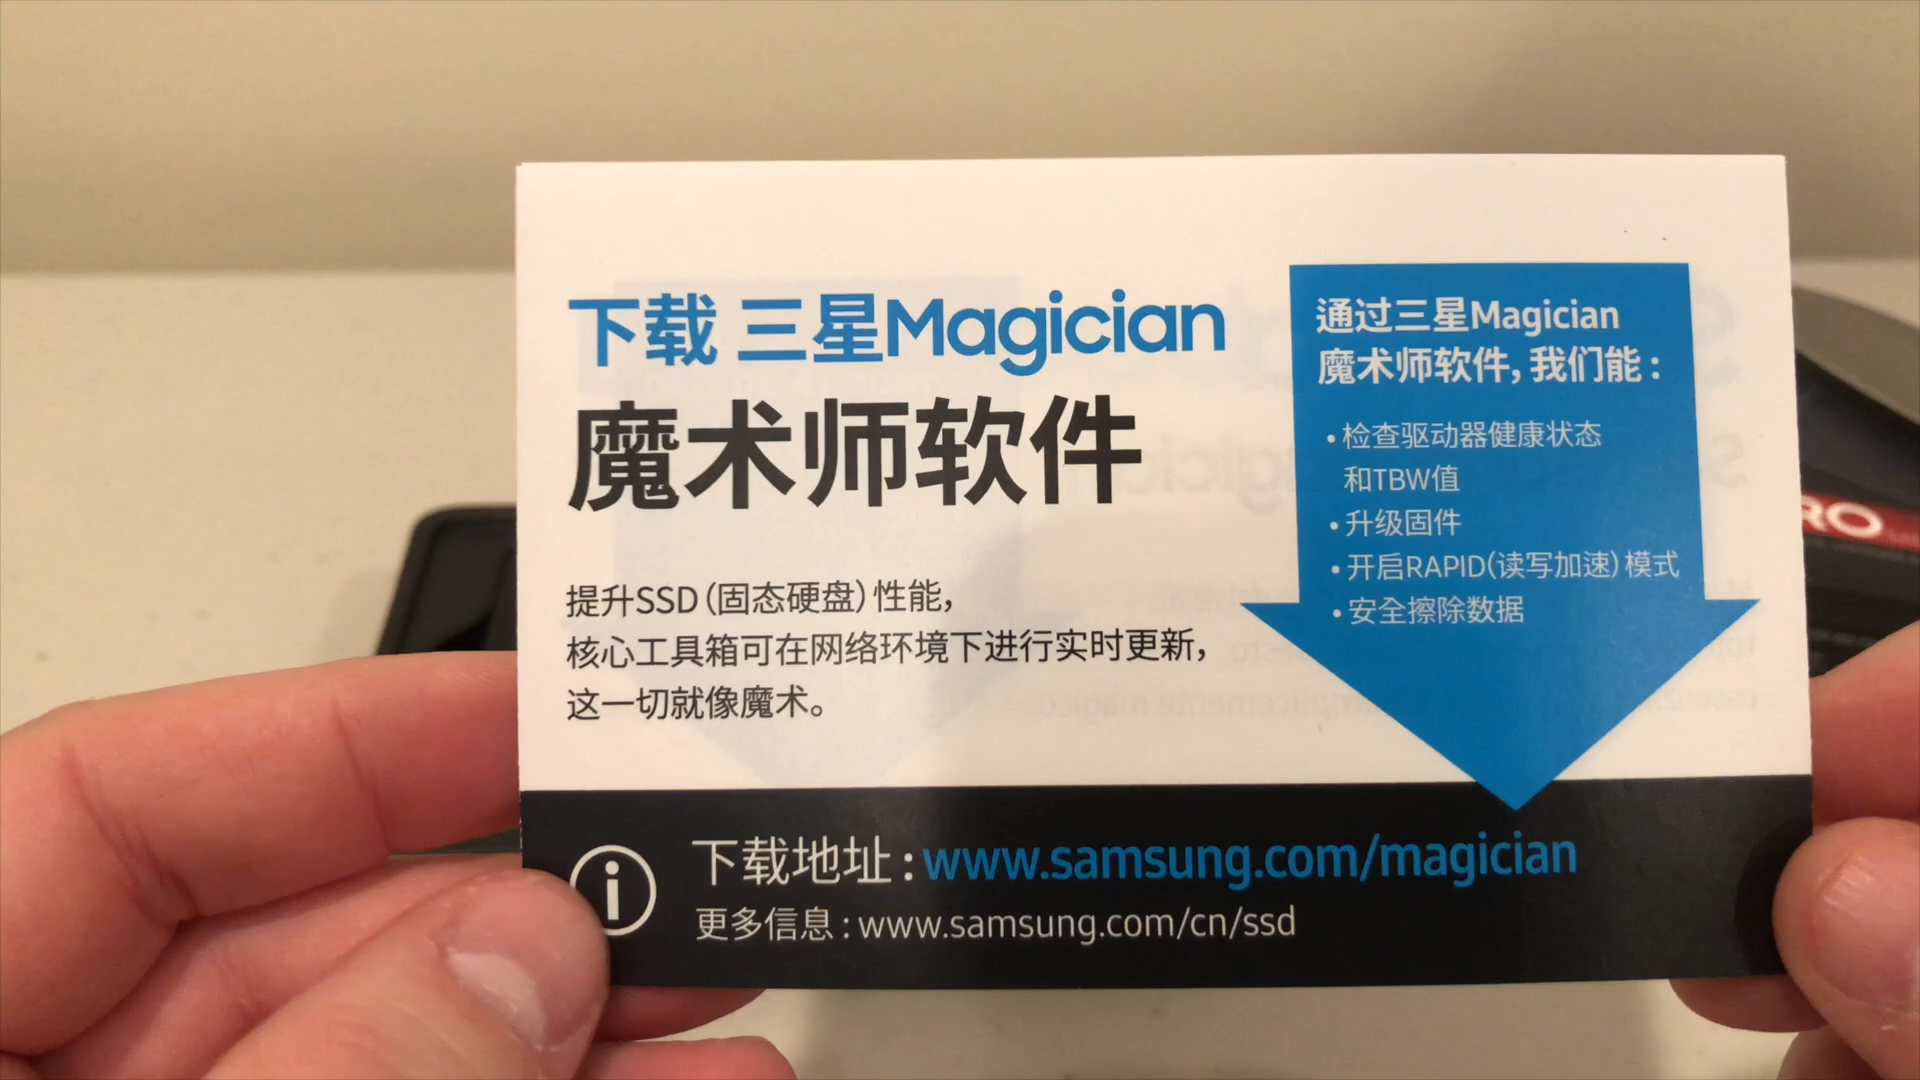 下载 三星Magician
魔术师软件
提升SSD(固态硬盘)性能,
核心工具箱可在网络环境下进行实时更新,
这一切就像魔术。
通过三星Magician
魔术师软件, 我们能:
• 检查驱动器健康状态
和TBW值
• 升级固件
• 开启RAPID(读写加速)模式
• 安全擦除数据
下载地址:www.samsung.com/magician
更多信息:www.samsung.com/cn/ssd
RO